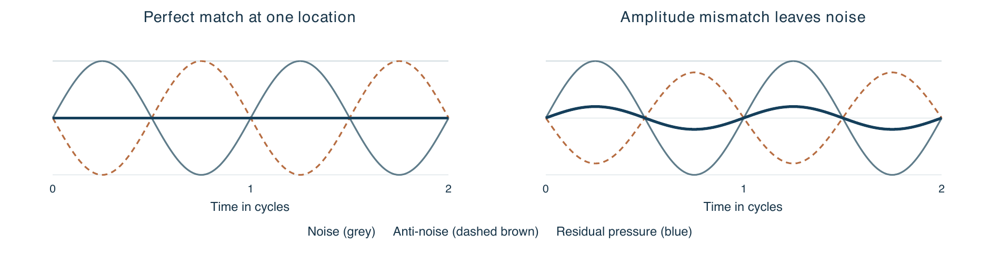 Perfect match at one location
Amplitude mismatch leaves noise
0 1 2
0 1 2
Time in cycles
Time in cycles
Noise (grey) Anti-noise (dashed brown) Residual pressure (blue)